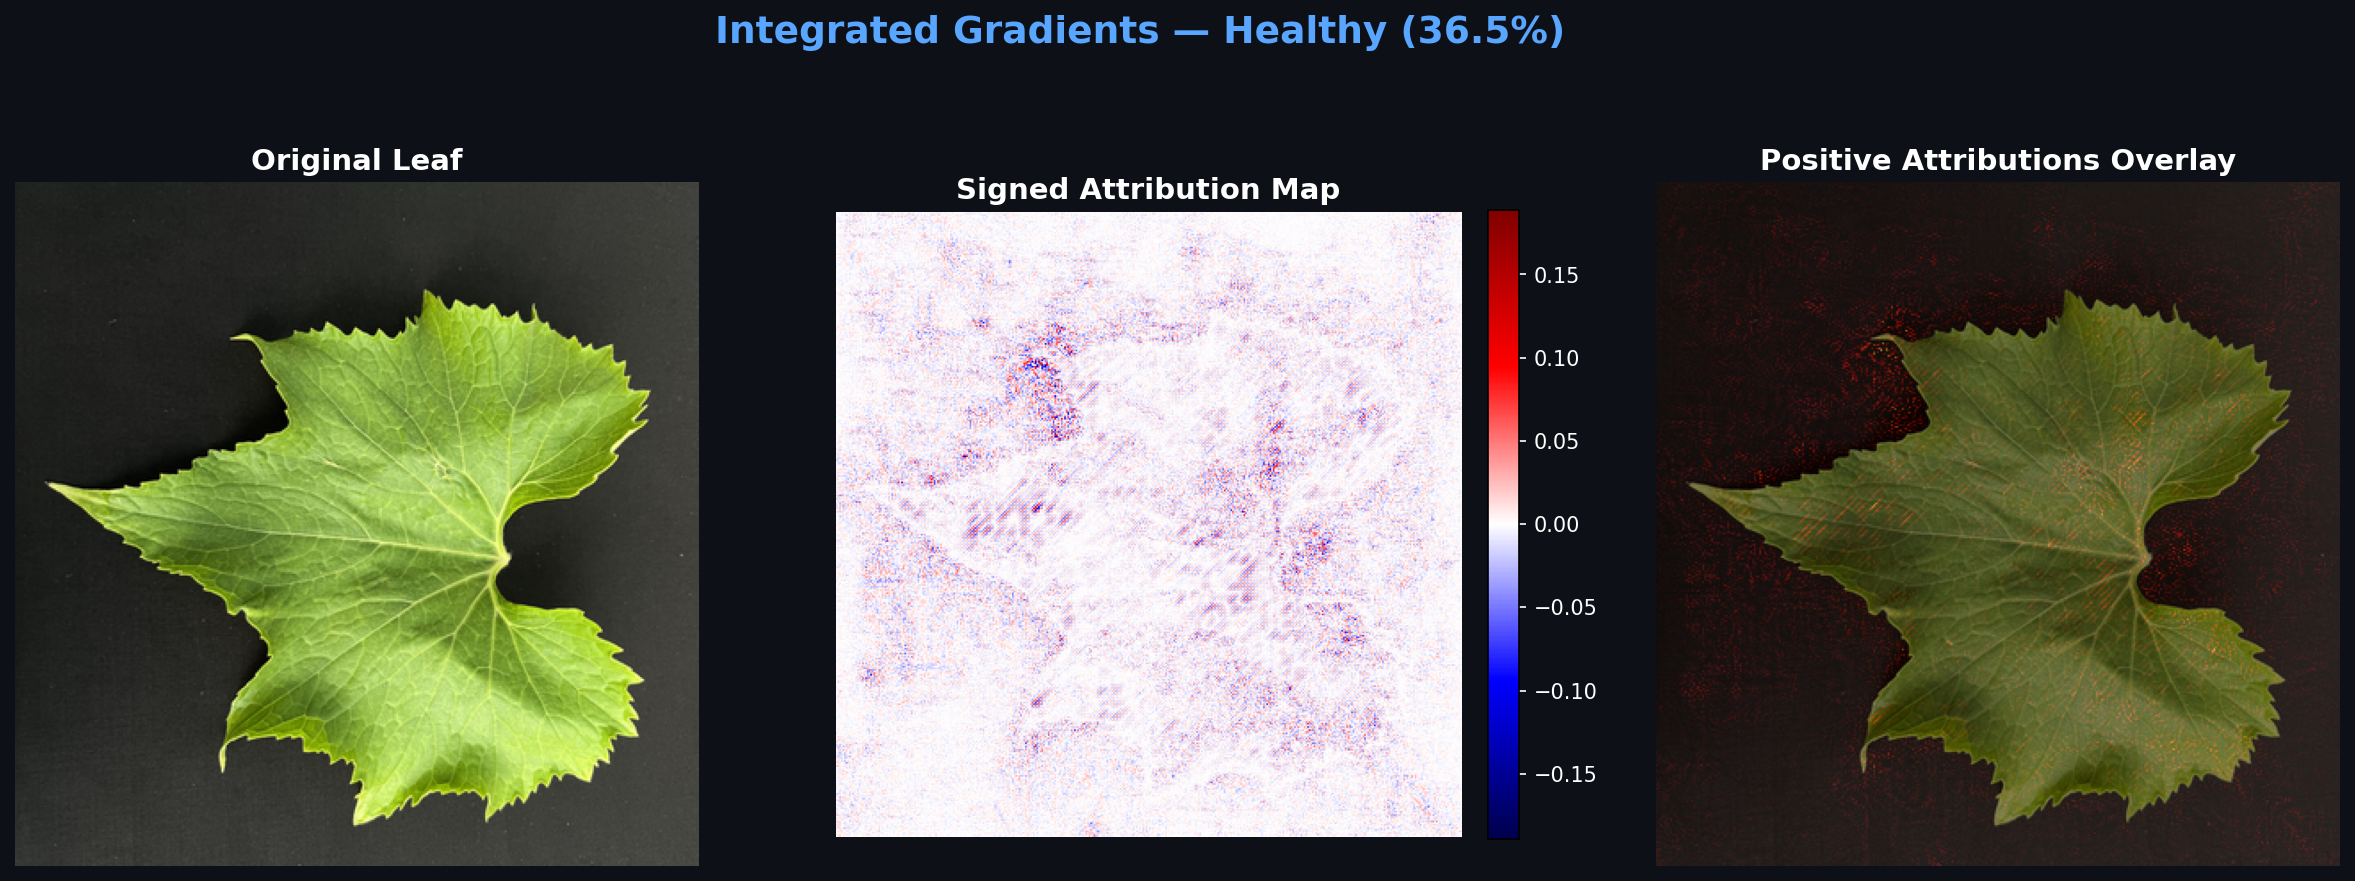 Integrated Gradients — Healthy (36.5%)
Original Leaf
Signed Attribution Map
Positive Attributions Overlay
0.15
0.10
0.05
0.00
−0.05
−0.10
−0.15